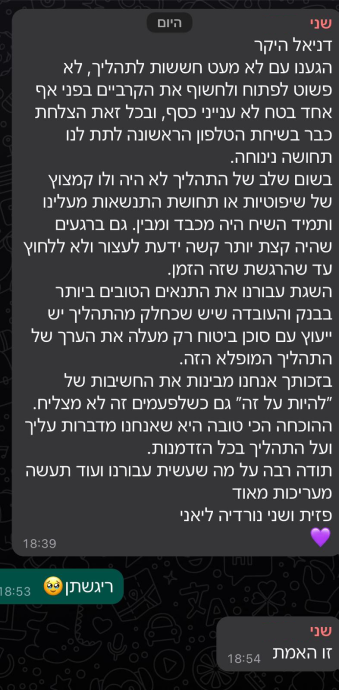 שני
היום
דניאל היקר
הגענו עם לא מעט חששות לתהליך, לא
פשוט לפתוח ולחשוף את הקרביים בפני אף
אחד בטח לא ענייני כסף, ובכל זאת הצלחת
כבר בשיחת הטלפון הראשונה לתת לנו
תחושה נינוחה.
בשום שלב של התהליך לא היה ולו קמצוץ
של שיפוטיות או תחושת התנשאות מעלינו
ותמיד השיח היה מכבד ומבין. גם ברגעים
שהיה קצת יותר קשה ידעת לעצור ולא ללחוץ
עד שהרגשת שזה הזמן.
השגת עבורנו את התנאים הטובים ביותר
בבנק והעובדה שיש שכחלק מהתהליך יש
ייעוץ עם סוכן ביטוח רק מעלה את הערך של
התהליך המופלא הזה.
בזכותך אנחנו מבינות את החשיבות של
"להיות על זה" גם כשלפעמים זה לא מצליח.
ההוכחה הכי טובה היא שאנחנו מדברות עליך
ועל התהליך בכל הזדמנות.
תודה רבה על מה שעשית עבורנו ועוד תעשה
מעריכות מאוד
פזית ושני נורדיה ליאני
💜
18:39
ריגשתן🥹
18:53
שני
זו האמת
18:54